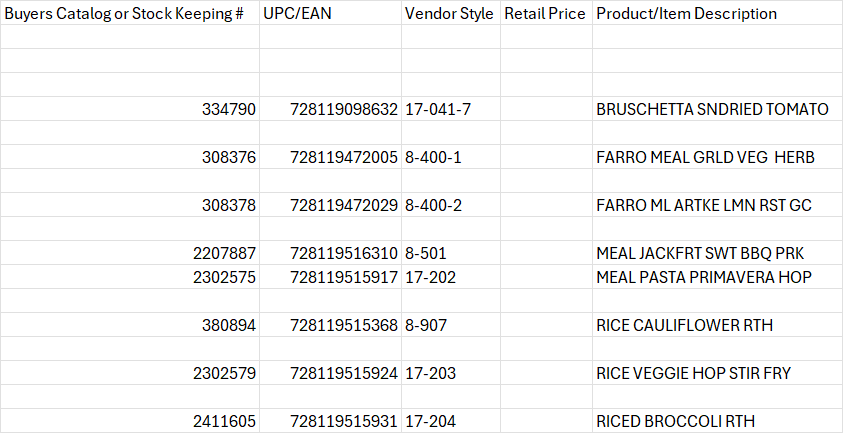 Buyers Catalog or Stock Keeping # UPC/EAN Vendor Style Retail Price Product/Item Description
334790 728119098632 17-041-7 BRUSCHETTA SNDRIED TOMATO
308376 728119472005 8-400-1 FARRO MEAL GRLD VEG  HERB
308378 728119472029 8-400-2 FARRO ML ARTKE LMN RST GC
2207887 728119516310 8-501 MEAL JACKFRT SWT BBQ PRK
2302575 728119515917 17-202 MEAL PASTA PRIMAVERA HOP
380894 728119515368 8-907 RICE CAULIFLOWER RTH
2302579 728119515924 17-203 RICE VEGGIE HOP STIR FRY
2411605 728119515931 17-204 RICED BROCCOLI RTH